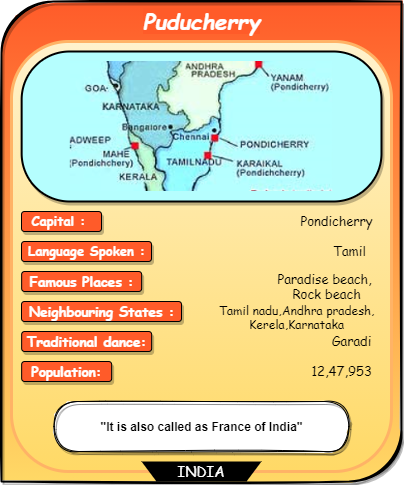 Puducherry
ANDHRA
PRADESH
YANAM
(Pondicherry)
GOA
KARNATAKA
Bangalore
Chennai
ADWEEP
PONDICHERRY
MAHE
(Pondichchery)
TAMILNADU
KARAIKAL
(Pondichchery)
KERALA
Capital : Pondicherry
Language Spoken : Tamil
Famous Places : Paradise beach,
Rock beach
Neighbouring States : Tamil nadu,Andhra pradesh,
Kerela,Karnataka
Traditional dance: Garadi
Population: 12,47,953
"It is also called as France of India"
INDIA